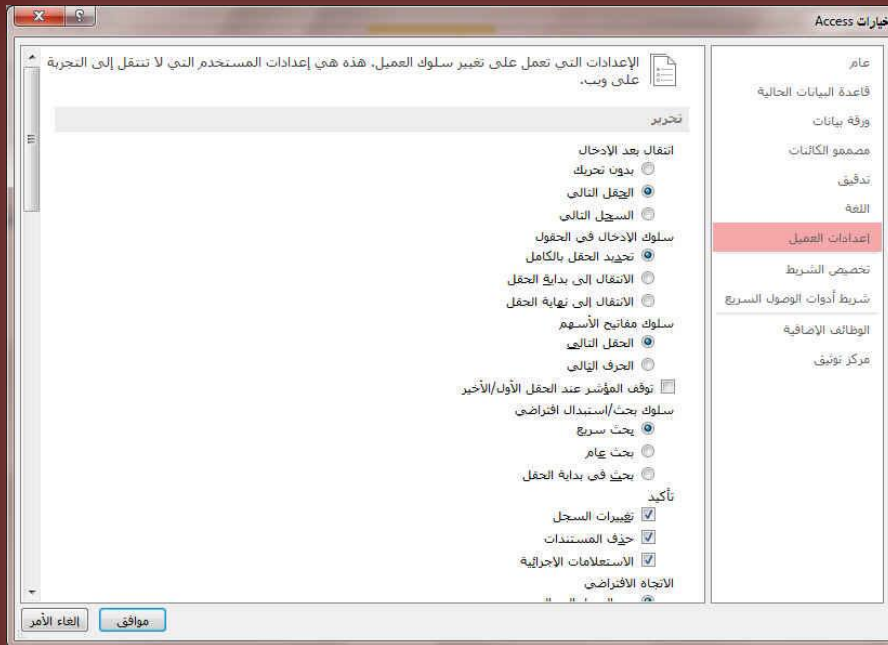 خيارات Access
عام
قاعدة البيانات الحالية
ورقة بيانات
مصممو الكائنات
تدقيق
اللغة
إعدادات العميل
تخصيص الشريط
شريط أدوات الوصول السريع
الوظائف الإضافية
مركز توثيق
الإعدادات التي تعمل على تغيير سلوك العميل. هذه هي إعدادات المستخدم التي لا تنتقل إلى التجربة
على ويب.
تحرير
انتقال بعد الإدخال
بدون تحريك
الحقل التالي
السجل التالي
سلوك الإدخال في الحقول
تحديد الحقل بالكامل
الانتقال إلى بداية الحقل
الانتقال إلى نهاية الحقل
سلوك مفاتيح الأسهم
الحقل التالي
الحرف التالي
توقف المؤشر عند الحقل الأول/الأخير
سلوك بحث/استبدال افتراضي
بحث سريع
بحث عام
بحث في بداية الحقل
تأكيد
تغييرات السجل
حذف المستندات
الاستعلامات الإجرائية
الاتجاه الافتراضي
موافق
إلغاء الأمر